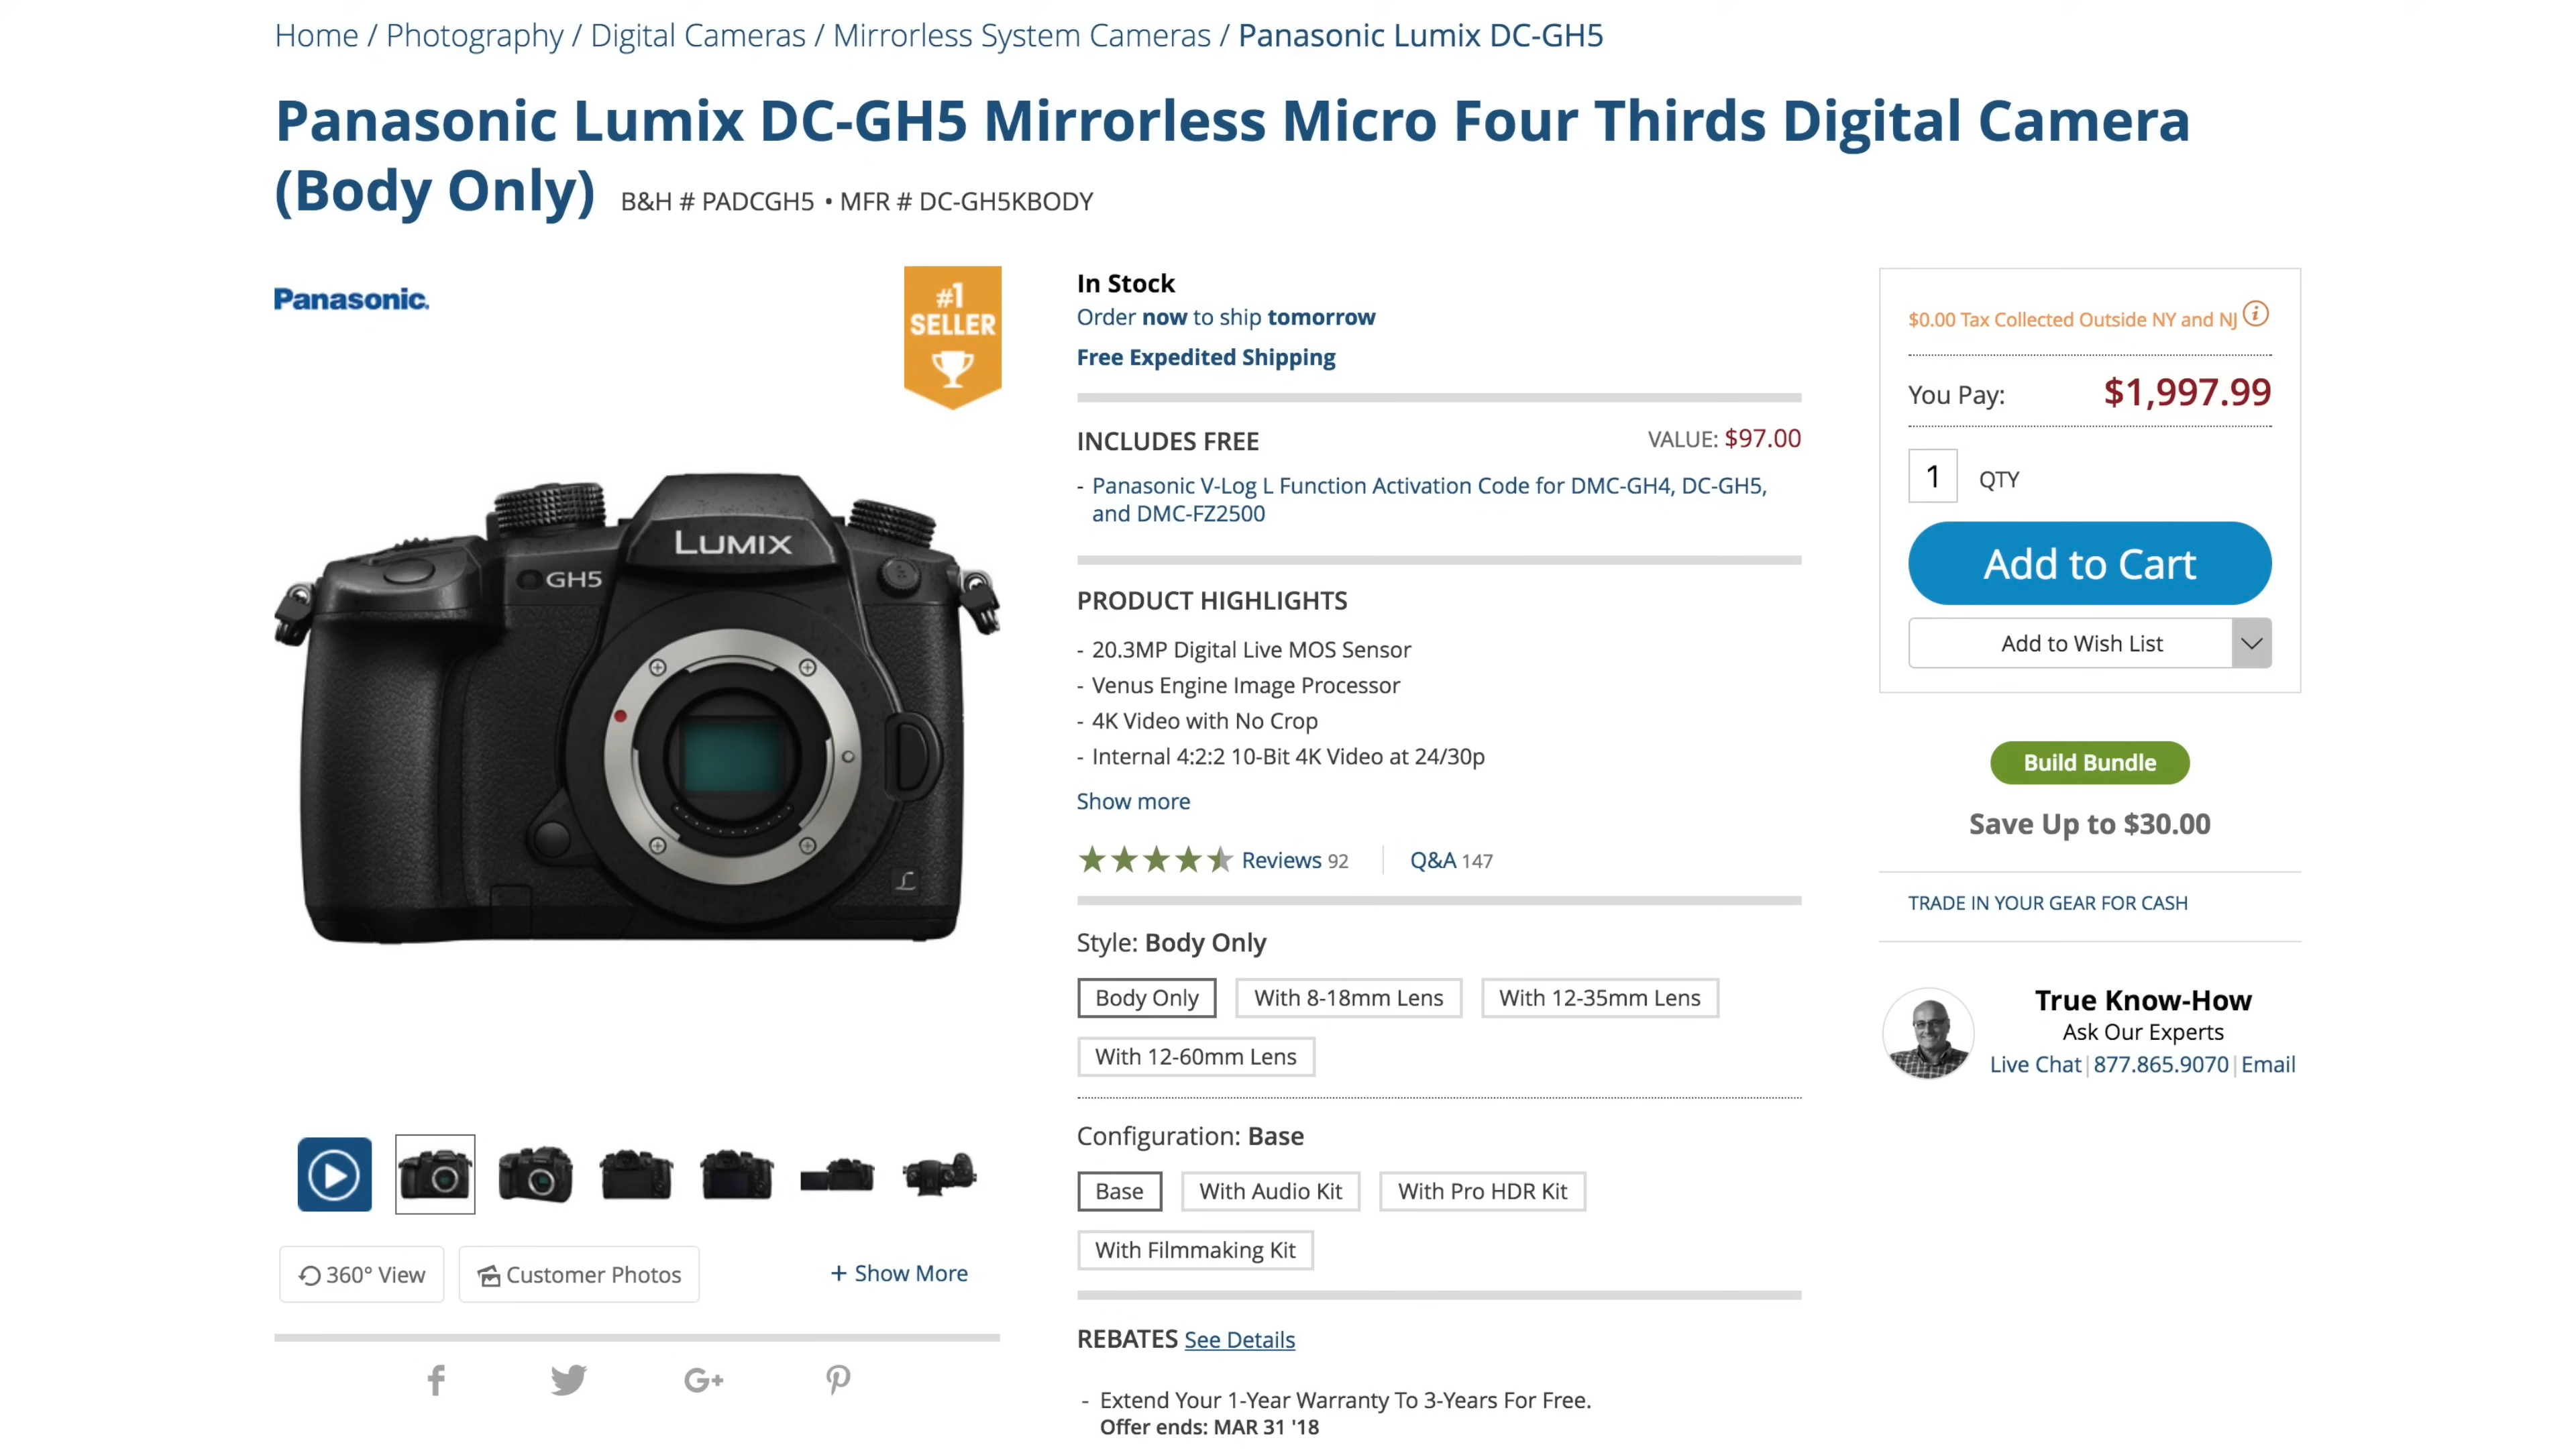 Home / Photography / Digital Cameras / Mirrorless System Cameras / Panasonic Lumix DC-GH5
Panasonic Lumix DC-GH5 Mirrorless Micro Four Thirds Digital Camera
(Body Only) B&H # PADCGH5 • MFR # DC-GH5KBODY
Panasonic
#1
SELLER
LUMIX
GH5
L
360° View
Customer Photos
+ Show More
f
G+
In Stock
Order now to ship tomorrow
Free Expedited Shipping
INCLUDES FREE VALUE: $97.00
- Panasonic V-Log L Function Activation Code for DMC-GH4, DC-GH5,
and DMC-FZ2500
PRODUCT HIGHLIGHTS
- 20.3MP Digital Live MOS Sensor
- Venus Engine Image Processor
- 4K Video with No Crop
- Internal 4:2:2 10-Bit 4K Video at 24/30p
Show more
Reviews 92 | Q&A 147
Style: Body Only
Body Only With 8-18mm Lens With 12-35mm Lens
With 12-60mm Lens
Configuration: Base
Base With Audio Kit With Pro HDR Kit
With Filmmaking Kit
REBATES See Details
- Extend Your 1-Year Warranty To 3-Years For Free.
Offer ends: MAR 31 '18
$0.00 Tax Collected Outside NY and NJ i
You Pay: $1,997.99
1 QTY
Add to Cart
Add to Wish List
Build Bundle
Save Up to $30.00
TRADE IN YOUR GEAR FOR CASH
True Know-How
Ask Our Experts
Live Chat | 877.865.9070 | Email